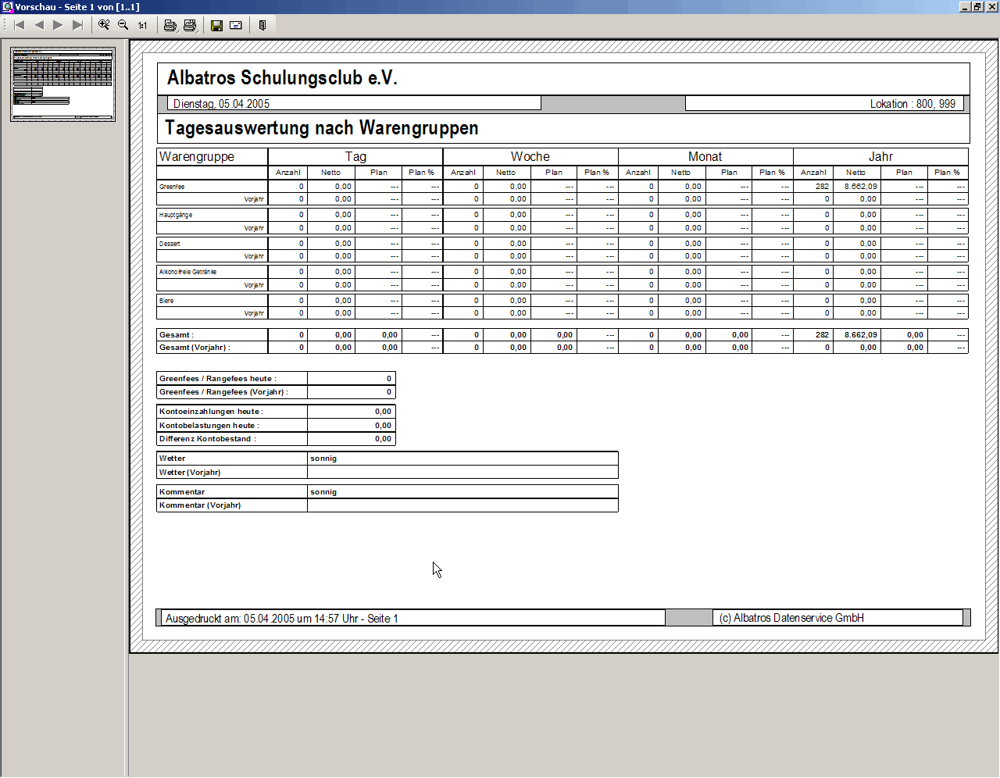 Vorschau - Seite 1 von [1..1]
1:1
Albatros Schulungsclub e.V.
Dienstag, 05.04.2005 Lokation : 800, 999
Tagesauswertung nach Warengruppen
Warengruppe Tag Woche Monat Jahr
Anzahl Netto Plan Plan % Anzahl Netto Plan Plan % Anzahl Netto Plan Plan % Anzahl Netto Plan Plan %
Greenfee 0 0,00 --- --- 0 0,00 --- --- 0 0,00 --- --- 282 8.662,09 --- ---
Vorjahr 0 0,00 --- --- 0 0,00 --- --- 0 0,00 --- --- 0 0,00 --- ---
Hauptgänge 0 0,00 --- --- 0 0,00 --- --- 0 0,00 --- --- 0 0,00 --- ---
Vorjahr 0 0,00 --- --- 0 0,00 --- --- 0 0,00 --- --- 0 0,00 --- ---
Dessert 0 0,00 --- --- 0 0,00 --- --- 0 0,00 --- --- 0 0,00 --- ---
Vorjahr 0 0,00 --- --- 0 0,00 --- --- 0 0,00 --- --- 0 0,00 --- ---
Alkoholfreie Getränke 0 0,00 --- --- 0 0,00 --- --- 0 0,00 --- --- 0 0,00 --- ---
Vorjahr 0 0,00 --- --- 0 0,00 --- --- 0 0,00 --- --- 0 0,00 --- ---
Biere 0 0,00 --- --- 0 0,00 --- --- 0 0,00 --- --- 0 0,00 --- ---
Vorjahr 0 0,00 --- --- 0 0,00 --- --- 0 0,00 --- --- 0 0,00 --- ---
Gesamt : 0 0,00 0,00 --- 0 0,00 0,00 --- 0 0,00 0,00 --- 282 8.662,09 0,00 ---
Gesamt (Vorjahr) : 0 0,00 0,00 --- 0 0,00 0,00 --- 0 0,00 0,00 --- 0 0,00 0,00 ---
Greenfees / Rangefees heute : 0
Greenfees / Rangefees (Vorjahr) : 0
Kontoeinzahlungen heute : 0,00
Kontobelastungen heute : 0,00
Differenz Kontobestand : 0,00
Wetter sonnig
Wetter (Vorjahr)
Kommentar sonnig
Kommentar (Vorjahr)
Ausgedruckt am: 05.04.2005 um 14:57 Uhr - Seite 1 (c) Albatros Datenservice GmbH